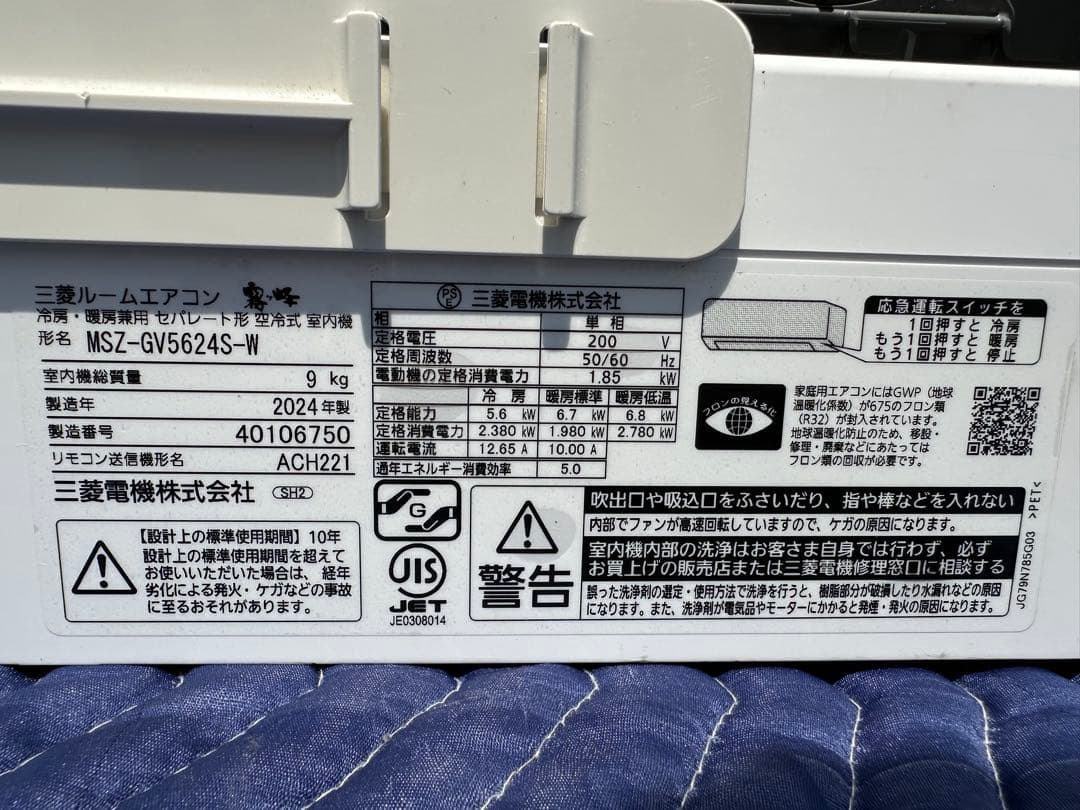 三菱ルームエアコン 霧ヶ峰
冷房・暖房兼用 セパレート形 空冷式 室内機
形名 MSZ-GV5624S-W
室内機総質量 9 kg
製造年 2024年製
製造番号 40106750
リモコン送信機形名 ACH221
三菱電機株式会社 SH2
【設計上の標準使用期間】10年
設計上の標準使用期間を超えて
お使いいただいた場合は、経年
劣化による発火・ケガなどの事故
に至るおそれがあります。
PSE 三菱電機株式会社
相 単相
定格電圧 200 V
定格周波数 50/60 Hz
電動機の定格消費電力 1.85 kW
冷房 暖房標準 暖房低温
定格能力 5.6 kW 6.7 kW 6.8 kW
定格消費電力 2.380 kW 1.980 kW 2.780 kW
運転電流 12.65 A 10.00 A
通年エネルギー消費効率 5.0
G
JIS
JET
JE0308014
応急運転スイッチを
1回押すと 冷房
もう1回押すと 暖房
もう1回押すと 停止
フロンの見える化
家庭用エアコンにはGWP（地球
温暖化係数）が675のフロン類
（R32）が封入されています。
地球温暖化防止のため、移設・
修理・廃棄などにあたっては
フロン類の回収が必要です。
>PET<
警告
吹出口や吸込口をふさいだり、指や棒などを入れない
内部でファンが高速回転していますので、ケガの原因になります。
室内機内部の洗浄はお客さま自身では行わず、必ず
お買上げの販売店または三菱電機修理窓口に相談する
誤った洗浄剤の選定・使用方法で洗浄を行うと、樹脂部分が破損したり水漏れなどの原因
になります。また、洗浄剤が電気品やモーターにかかると発煙・発火の原因になります。
JG79N785G03